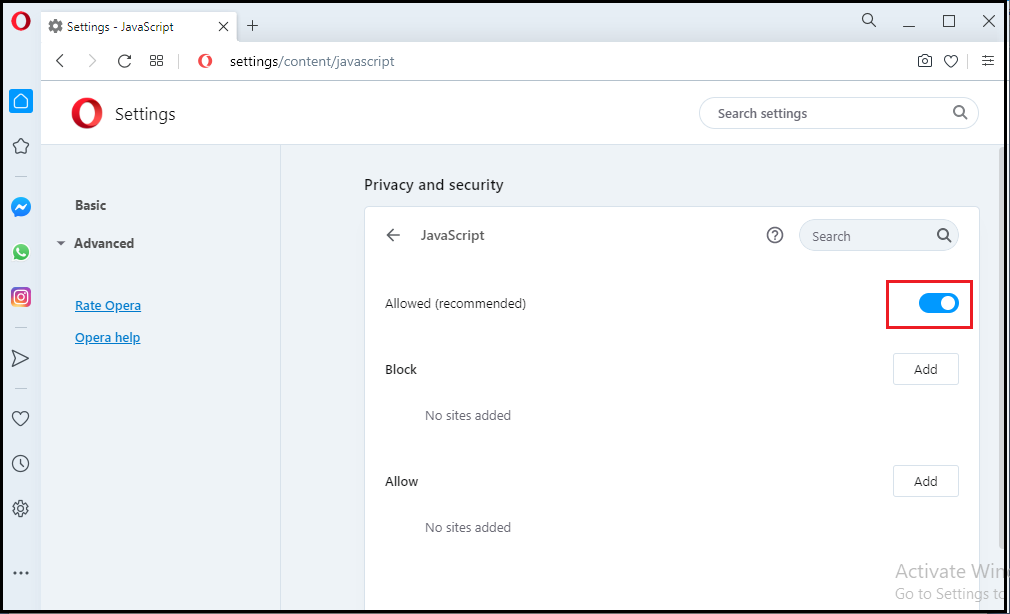 Settings - JavaScript
settings/content/javascript
Settings
Search settings
Privacy and security
Basic
Advanced
JavaScript
Search
Rate Opera
Opera help
Allowed (recommended)
Block
Add
No sites added
Allow
Add
No sites added
Activate Win
Go to Settings to